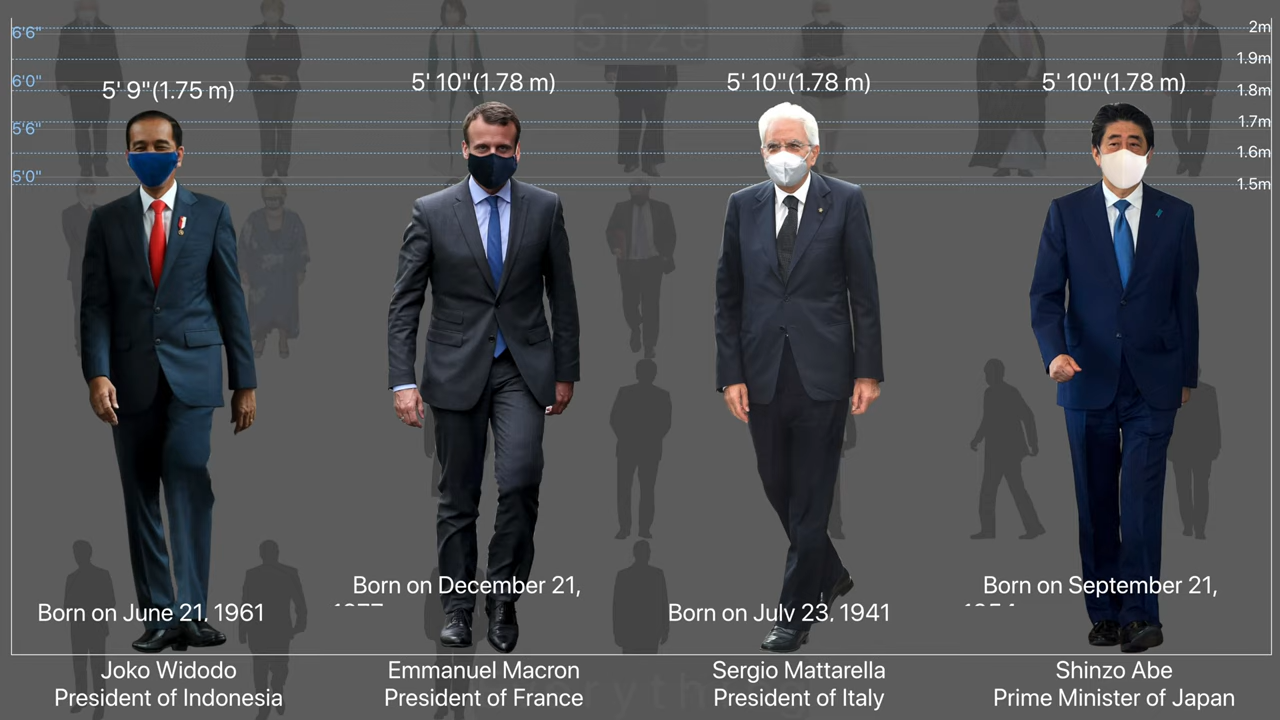 Size
6'6"
2m
1.9m
6'0"
1.8m
5' 9"(1.75 m)
5' 10"(1.78 m)
5' 10"(1.78 m)
5' 10"(1.78 m)
5'6"
1.7m
1.6m
5'0"
1.5m
Born on June 21, 1961
Born on December 21,
1977
Born on July 23, 1941
Born on September 21,
1954
Joko Widodo
President of Indonesia
Emmanuel Macron
President of France
Sergio Mattarella
President of Italy
Shinzo Abe
Prime Minister of Japan